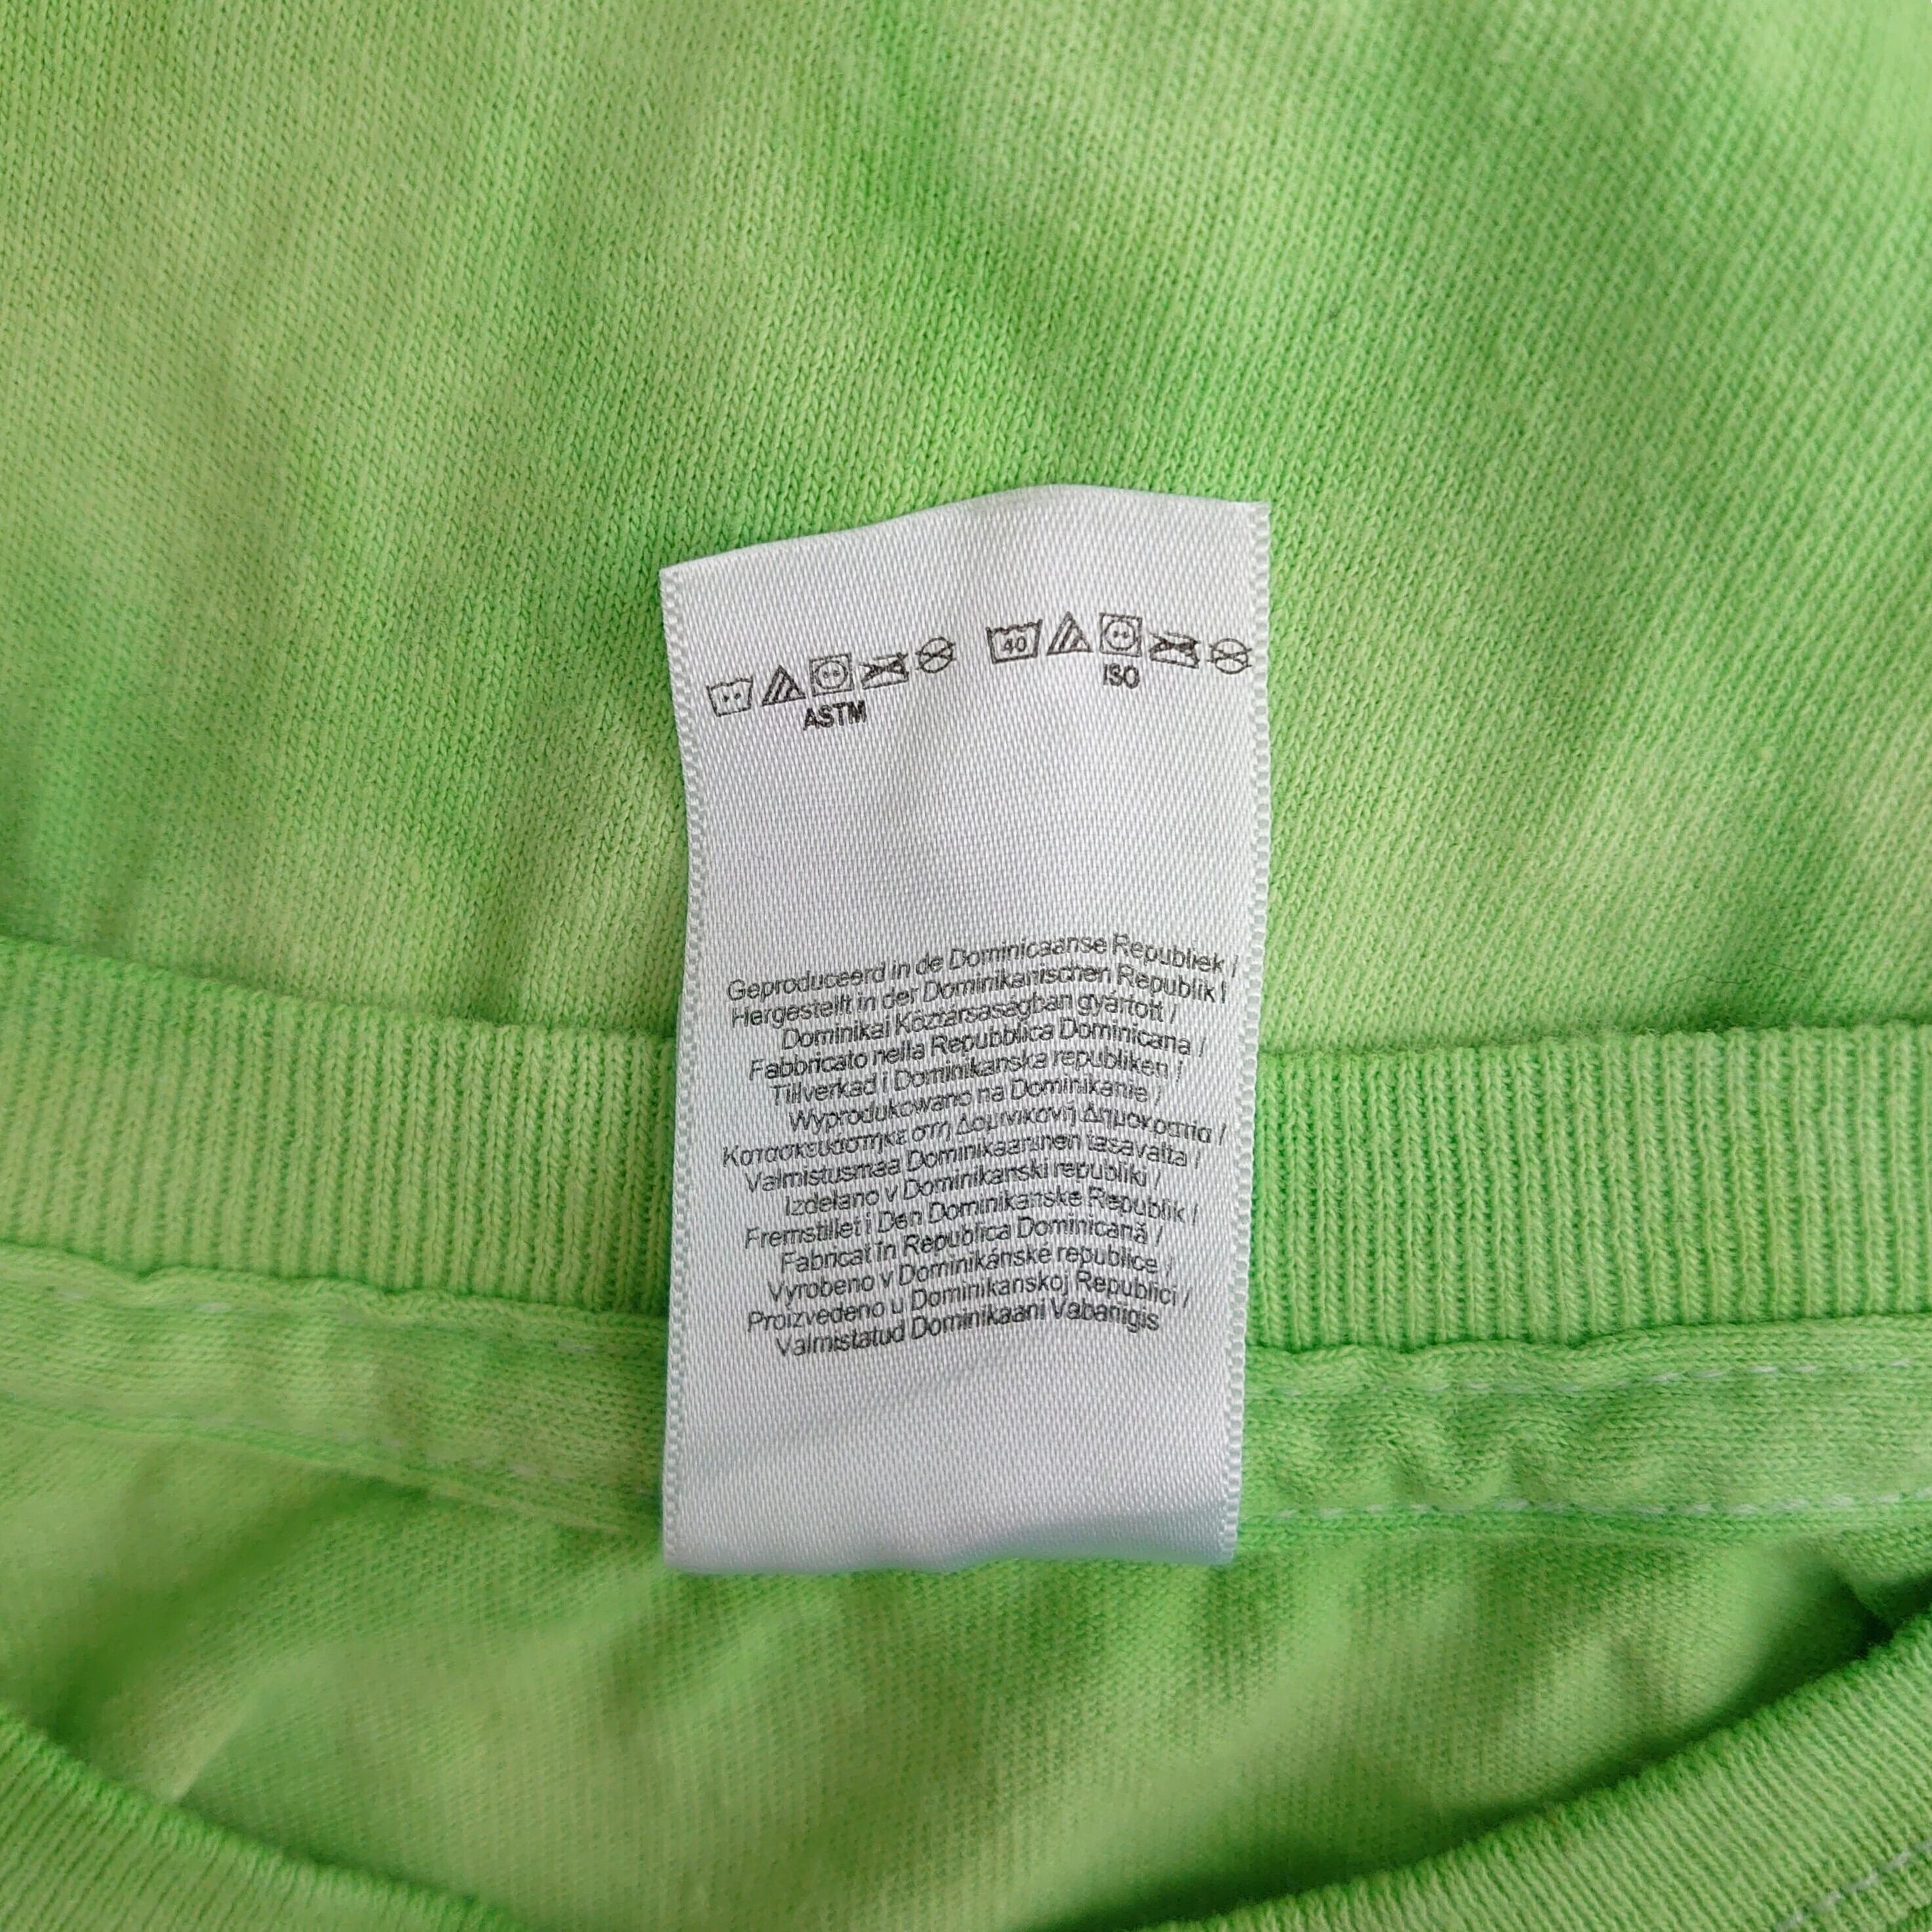 40
ASTM
ISO
Geproduceerd in de Dominicaanse Republiek /
Hergestellt in der Dominikanischen Republik /
Dominikai Köztársaságban gyártott /
Fabbricato nella Repubblica Dominicana /
Tillverkad i Dominikanska republiken /
Wyprodukowano na Dominikanie /
Κατασκευάστηκε στη Δομινικανή Δημοκρατία /
Valmistusmaa Dominikaaninen tasavalta /
Izdelano v Dominikanski republiki /
Fremstillet i Den Dominikanske Republik /
Fabricat în Republica Dominicană /
Vyrobeno v Dominikánské republice /
Proizvedeno u Dominikanskoj Republici /
Valmistatud Dominikaani Vabariigis